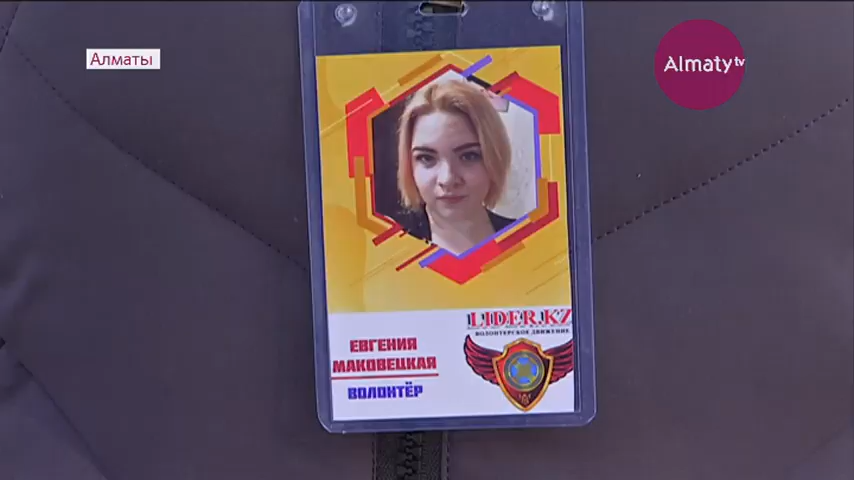 Алматы
Almaty tv
LIDER.KZ
ВОЛОНТЕРСКОЕ ДВИЖЕНИЕ
ЕВГЕНИЯ
МАКОВЕЦКАЯ
ВОЛОНТЁР